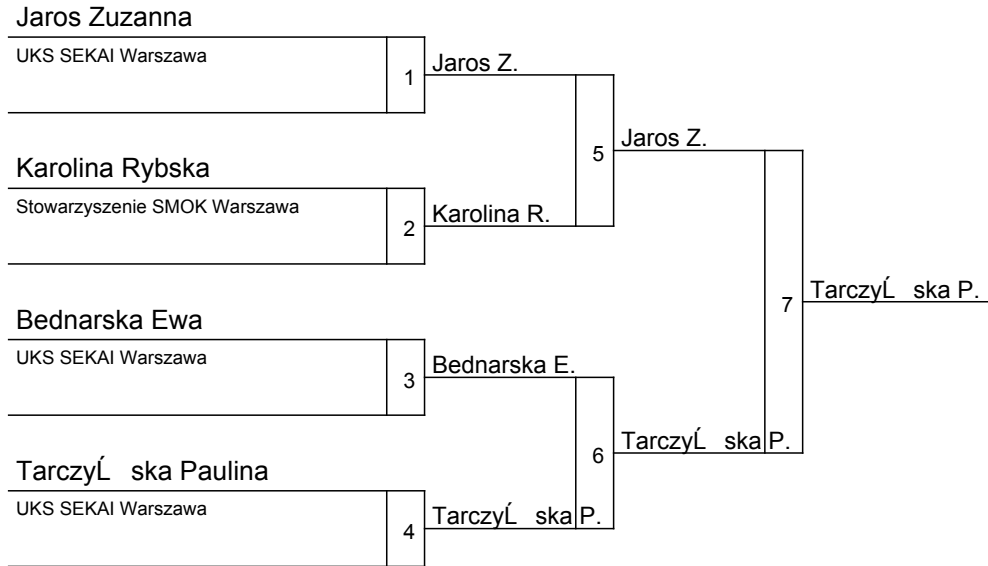 Jaros Zuzanna
UKS SEKAI Warszawa
1
Jaros Z.
Karolina Rybska
Stowarzyszenie SMOK Warszawa
2
Karolina R.
5
Jaros Z.
Bednarska Ewa
UKS SEKAI Warszawa
3
Bednarska E.
TarczyĹ ska Paulina
UKS SEKAI Warszawa
4
TarczyĹ ska P.
6
TarczyĹ ska P.
7
TarczyĹ ska P.